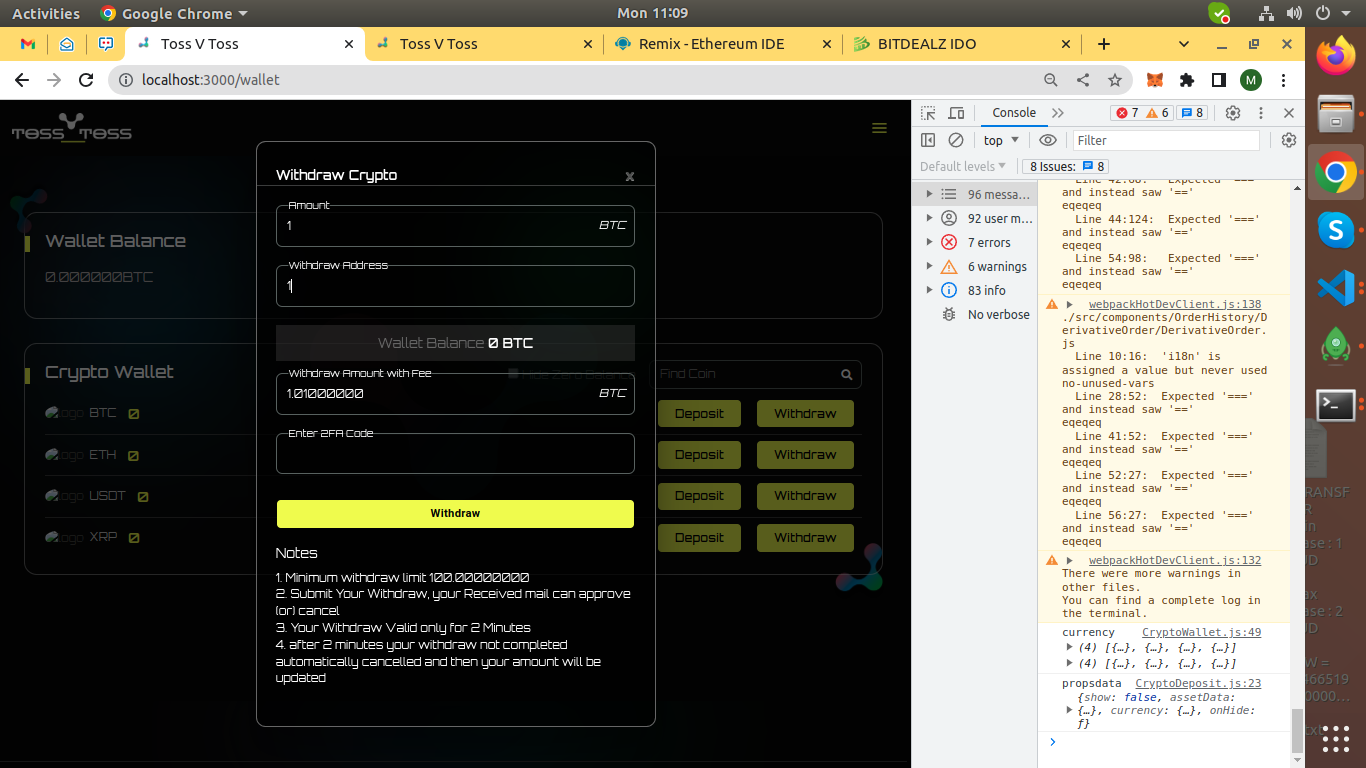 Activities
Google Chrome
Mon 11:09
Toss V Toss
Toss V Toss
Remix - Ethereum IDE
BITDEALZ IDO
localhost:3000/wallet
M
TOSS TOSS
Withdraw Crypto
x
Amount
1
BTC
Withdraw Address
1
Wallet Balance 0 BTC
Withdraw Amount with Fee
1.01000000
BTC
Enter 2FA Code
Withdraw
Notes
1. Minimum withdraw limit 100.00000000
2. Submit Your Withdraw, your Received mail can approve
(or) cancel
3. Your Withdraw Valid only for 2 Minutes
4. after 2 minutes your withdraw not completed
automatically cancelled and then your amount will be
updated
Wallet Balance
0.000000BTC
Crypto Wallet
Hide Zero Balance
Find Coin
Logo BTC 0
Deposit Withdraw
Logo ETH 0
Deposit Withdraw
Logo USDT 0
Deposit Withdraw
Logo XRP 0
Deposit Withdraw
Console
7 6 8
top
Filter
Default levels
8 Issues: 8
96 messa...
92 user m...
7 errors
6 warnings
83 info
No verbose
Line 42:68: Expected '==='
and instead saw '=='
eqeqeq
Line 44:124: Expected '==='
and instead saw '=='
eqeqeq
Line 54:98: Expected '==='
and instead saw '=='
eqeqeq
webpackHotDevClient.js:138
./src/components/OrderHistory/D
erivativeOrder/DerivativeOrder.
js
Line 10:16: 'i18n' is
assigned a value but never used
no-unused-vars
Line 28:52: Expected '==='
and instead saw '=='
eqeqeq
Line 41:52: Expected '==='
and instead saw '=='
eqeqeq
Line 52:27: Expected '==='
and instead saw '=='
eqeqeq
Line 56:27: Expected '==='
and instead saw '=='
eqeqeq
webpackHotDevClient.js:132
There were more warnings in
other files.
You can find a complete log in
the terminal.
currency CryptoWallet.js:49
(4) [{…}, {…}, {…}, {…}]
(4) [{…}, {…}, {…}, {…}]
propsdata CryptoDeposit.js:23
{show: false, assetData:
{…}, currency: {…}, onHide:
ƒ}
RANSF
R
in
ase : 1
JD
ax
ase : 2
JD
W =
466519
0000...
txt